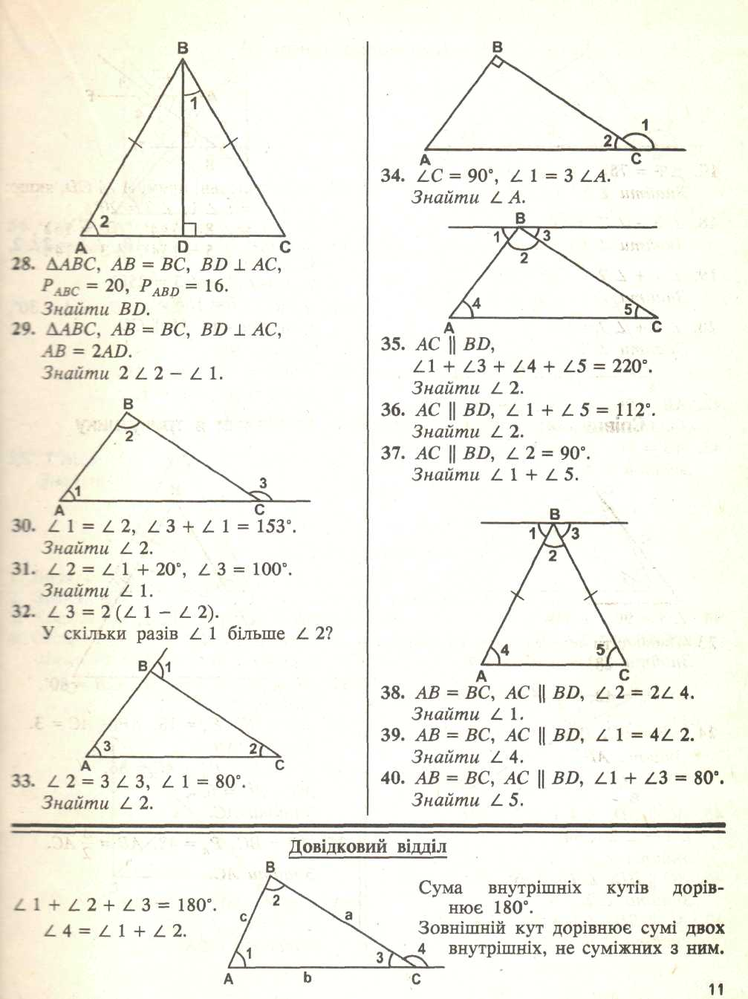 B
1
2
A D C
28. △ABC, AB = BC, BD ⊥ AC,
P_ABC = 20, P_ABD = 16.
Знайти BD.
29. △ABC, AB = BC, BD ⊥ AC,
AB = 2AD.
Знайти 2 ∠ 2 − ∠ 1.
B
2
1
3
A C
30. ∠ 1 = ∠ 2, ∠ 3 + ∠ 1 = 153°.
Знайти ∠ 2.
31. ∠ 2 = ∠ 1 + 20°, ∠ 3 = 100°.
Знайти ∠ 1.
32. ∠ 3 = 2 (∠ 1 − ∠ 2).
У скільки разів ∠ 1 більше ∠ 2?
B 1
3 2
A C
33. ∠ 2 = 3 ∠ 3, ∠ 1 = 80°.
Знайти ∠ 2.
B
2 1
A C
34. ∠C = 90°, ∠ 1 = 3 ∠A.
Знайти ∠ A.
B
1 3
2
4 5
A C
35. AC || BD,
∠1 + ∠3 + ∠4 + ∠5 = 220°.
Знайти ∠ 2.
36. AC || BD, ∠ 1 + ∠ 5 = 112°.
Знайти ∠ 2.
37. AC || BD, ∠ 2 = 90°.
Знайти ∠ 1 + ∠ 5.
B
1 3
2
4 5
A C
38. AB = BC, AC || BD, ∠ 2 = 2∠ 4.
Знайти ∠ 1.
39. AB = BC, AC || BD, ∠ 1 = 4∠ 2.
Знайти ∠ 4.
40. AB = BC, AC || BD, ∠1 + ∠3 = 80°.
Знайти ∠ 5.
Довідковий відділ
∠ 1 + ∠ 2 + ∠ 3 = 180°.
∠ 4 = ∠ 1 + ∠ 2.
B
2
c a
1 3 4
A b C
Сума внутрішніх кутів дорів-
нює 180°.
Зовнішній кут дорівнює сумі двох
внутрішніх, не суміжних з ним.
11